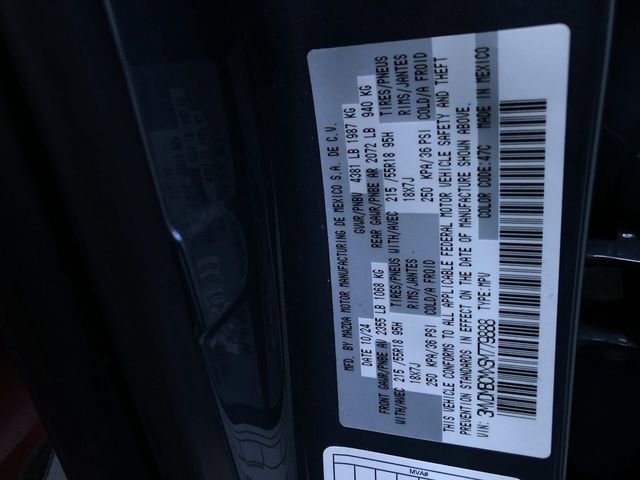 MFD. BY MAZDA MOTOR MANUFACTURING DE MEXICO S.A. DE C.V.
DATE 10/24 GVWR/PNBV 4381 LB 1987 KG
FRONT GAWR/PNBE AV 2355 LB 1068 KG REAR GAWR/PNBE AR 2072 LB 940 KG
WITH/AVEC 215 /55R18 95H TIRES/PNEUS WITH/AVEC 215 /55R18 95H TIRES/PNEUS
18X7J RIMS/JANTES 18X7J RIMS/JANTES
250 KPA/36 PSI COLD/A FROID 250 KPA/36 PSI COLD/A FROID
THIS VEHICLE CONFORMS TO ALL APPLICABLE FEDERAL MOTOR VEHICLE SAFETY AND THEFT
PREVENTION STANDARDS IN EFFECT ON THE DATE OF MANUFACTURE SHOWN ABOVE.
VIN: TYPE:MPV COLOR CODE:47C MADE IN MEXICO
MVA#